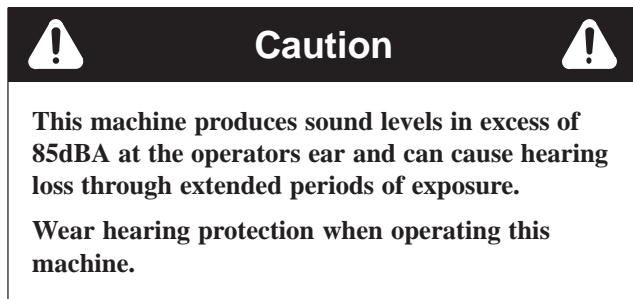 Caution
This machine produces sound levels in excess of
85dBA at the operators ear and can cause hearing
loss through extended periods of exposure.
Wear hearing protection when operating this
machine.